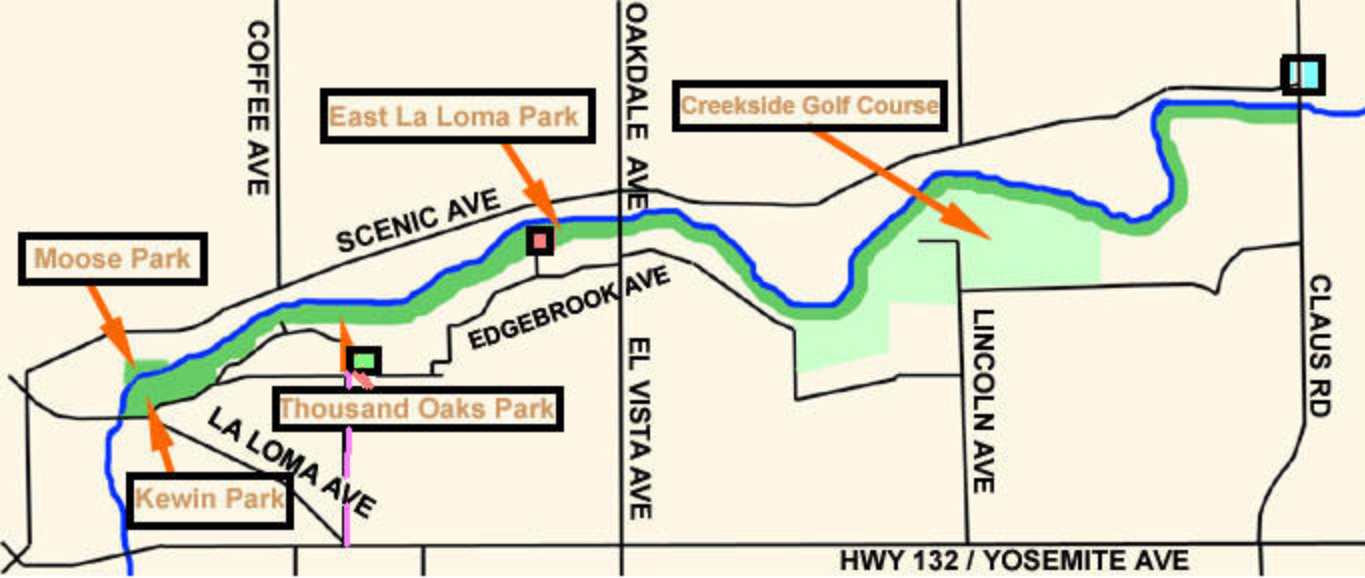 COFFEE AVE
OAKDALE AVE
East La Loma Park
Creekside Golf Course
SCENIC AVE
Moose Park
EDGEBROOK AVE
CLAUS RD
LINCOLN AVE
EL VISTA AVE
Thousand Oaks Park
LA LOMA AVE
Kewin Park
HWY 132 / YOSEMITE AVE